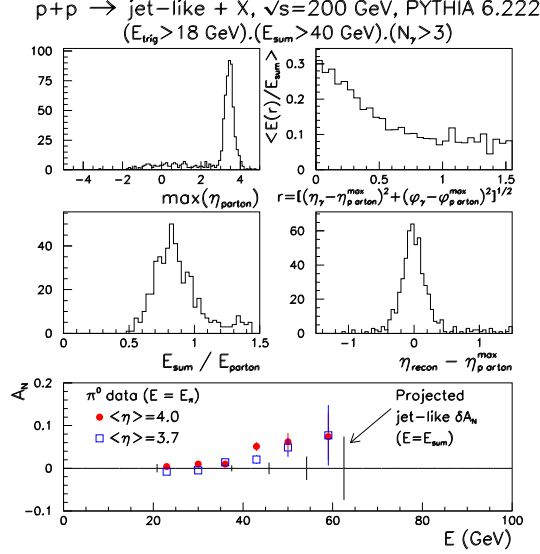 p+p → jet-like + X, √s=200 GeV, PYTHIA 6.222
(E_trig>18 GeV).(E_sum>40 GeV).(N_γ>3)
100
75
50
25
0
-4 -2 0 2 4
max(η_parton)
<E(r)/E_sum>
0.3
0.2
0.1
0
0 0.5 1 1.5
r=[(η_γ-η_parton^max)²+(φ_γ-φ_parton^max)²]^1/2
40
20
0
0 0.5 1 1.5
E_sum / E_parton
60
40
20
0
-1 0 1
η_recon - η_parton^max
A_N
0.2
0.1
0
-0.1
π⁰ data (E = E_π)
<η>=4.0
<η>=3.7
Projected
jet-like δA_N
(E=E_sum)
0 20 40 60 80 100
E (GeV)